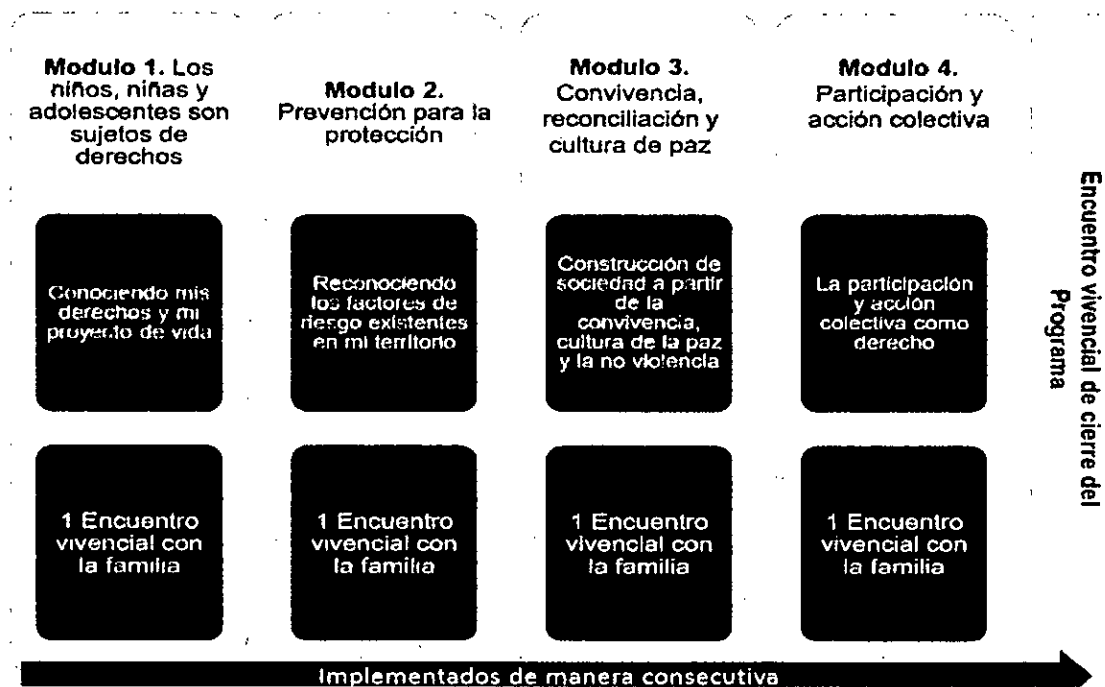 Modulo 1. Los
niños, niñas y
adolescentes son
sujetos de
derechos
Modulo 2.
Prevención para la
protección
Modulo 3.
Convivencia,
reconciliación y
cultura de paz
Modulo 4.
Participación y
acción colectiva
Conociendo mis
derechos y mi
proyecto de vida
Reconociendo
los factores de
riesgo existentes
en mi territorio
Construcción de
sociedad a partir
de la
convivencia,
cultura de la paz
y la no violencia
La participación
y acción
colectiva como
derecho
1 Encuentro
vivencial con
la familia
1 Encuentro
vivencial con
la familia
1 Encuentro
vivencial con
la familia
1 Encuentro
vivencial con
la familia
Encuentro vivencial de cierre del
Programa
Implementados de manera consecutiva